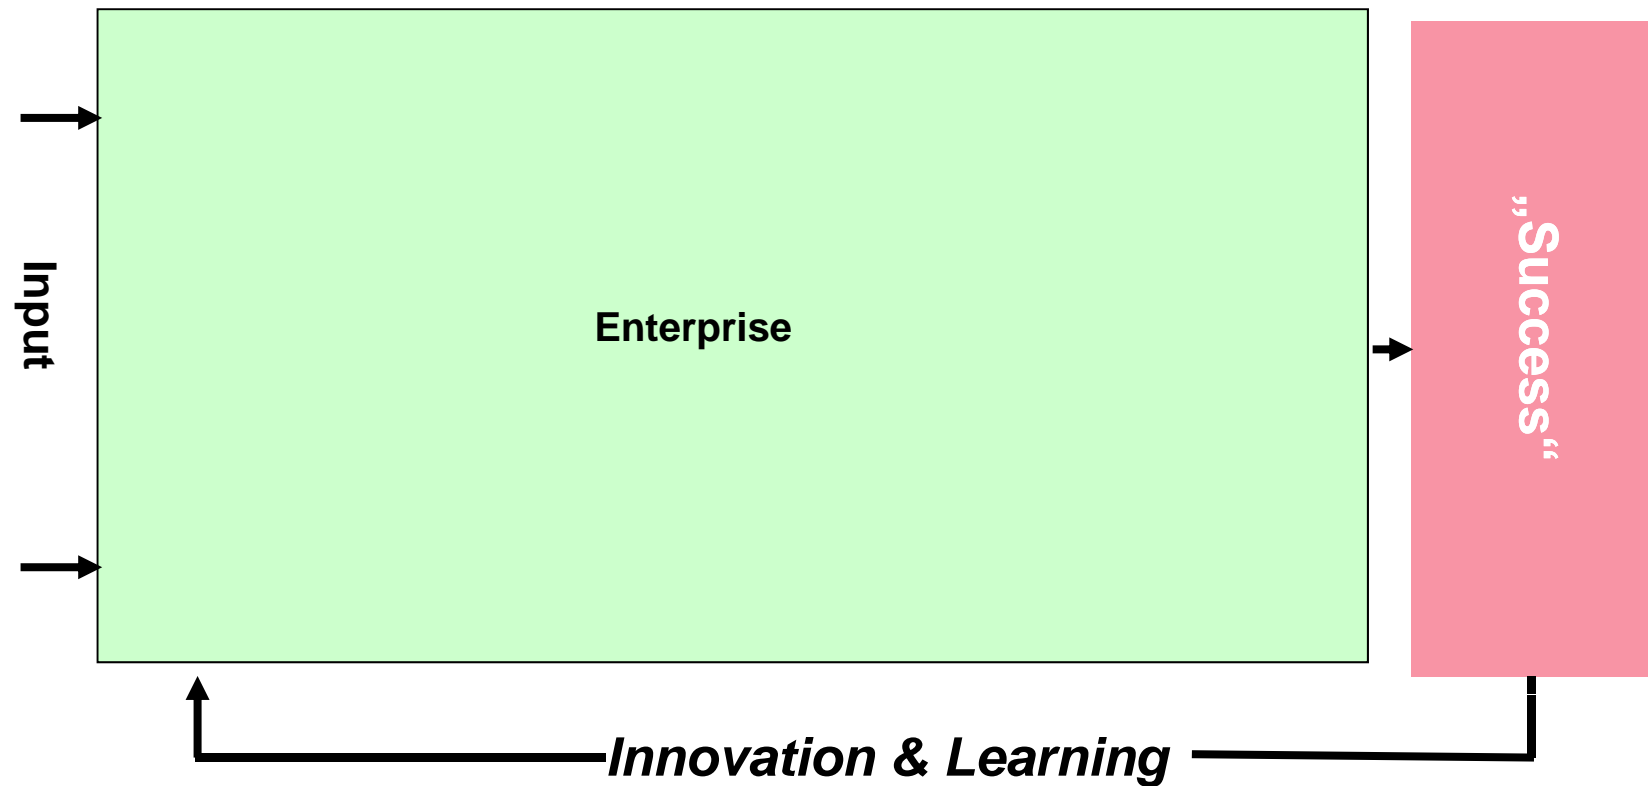 Input
Enterprise
„Success“
Innovation & Learning